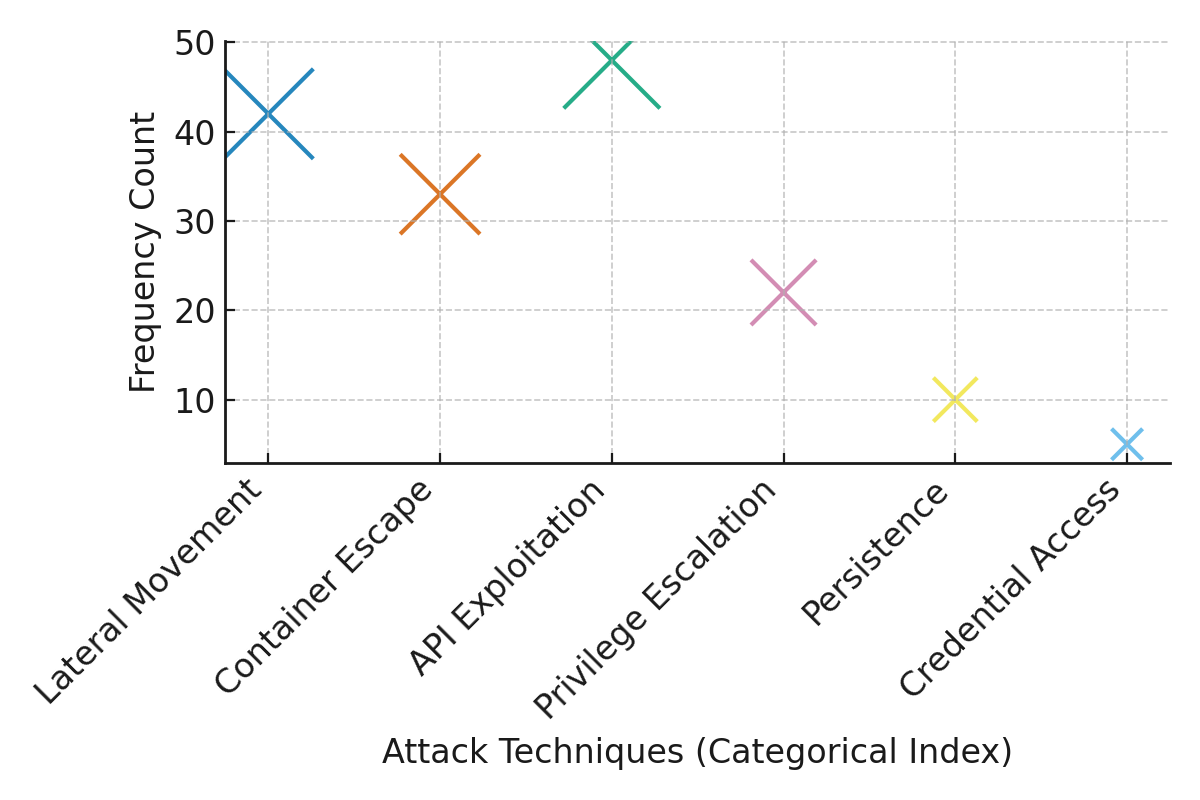 50
40
30
20
10
Frequency Count
Lateral Movement
Container Escape
API Exploitation
Privilege Escalation
Persistence
Credential Access
Attack Techniques (Categorical Index)